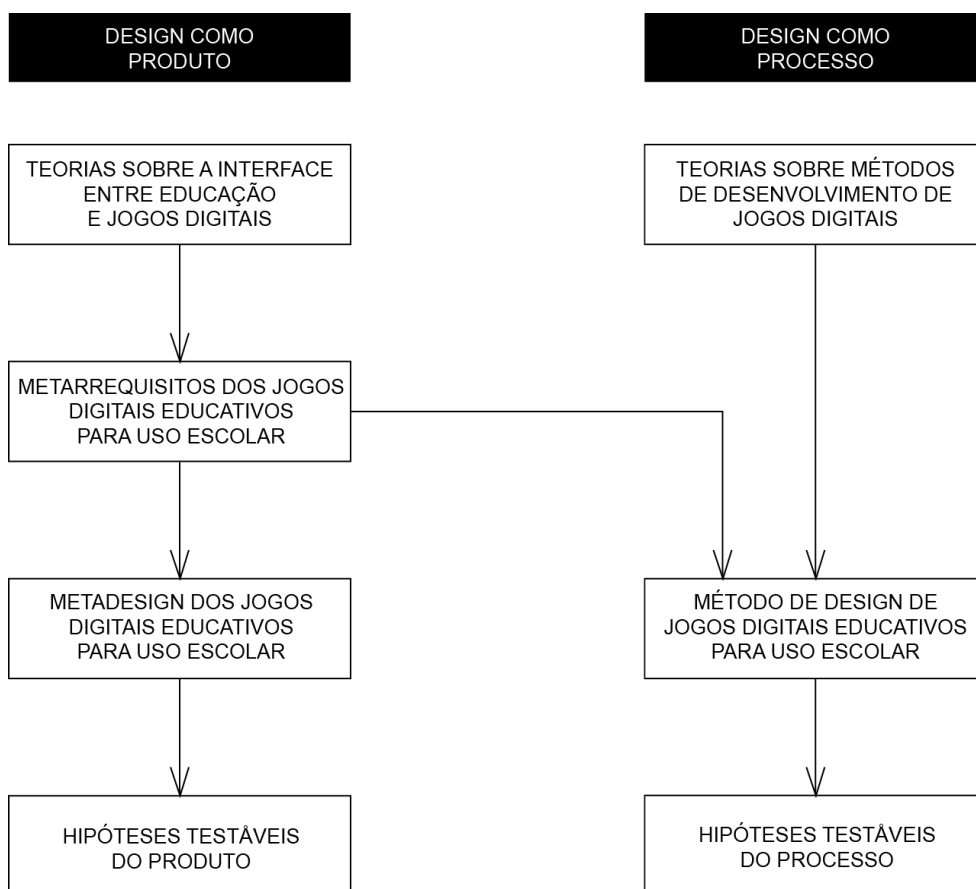 DESIGN COMO
PRODUTO
DESIGN COMO
PROCESSO
TEORIAS SOBRE A INTERFACE
ENTRE EDUCAÇÃO
E JOGOS DIGITAIS
TEORIAS SOBRE MÉTODOS
DE DESENVOLVIMENTO DE
JOGOS DIGITAIS
METARREQUISITOS DOS JOGOS
DIGITAIS EDUCATIVOS
PARA USO ESCOLAR
METADESIGN DOS JOGOS
DIGITAIS EDUCATIVOS
PARA USO ESCOLAR
MÉTODO DE DESIGN DE
JOGOS DIGITAIS EDUCATIVOS
PARA USO ESCOLAR
HIPÓTESES TESTÅVEIS
DO PRODUTO
HIPÓTESES TESTÅVEIS
DO PROCESSO